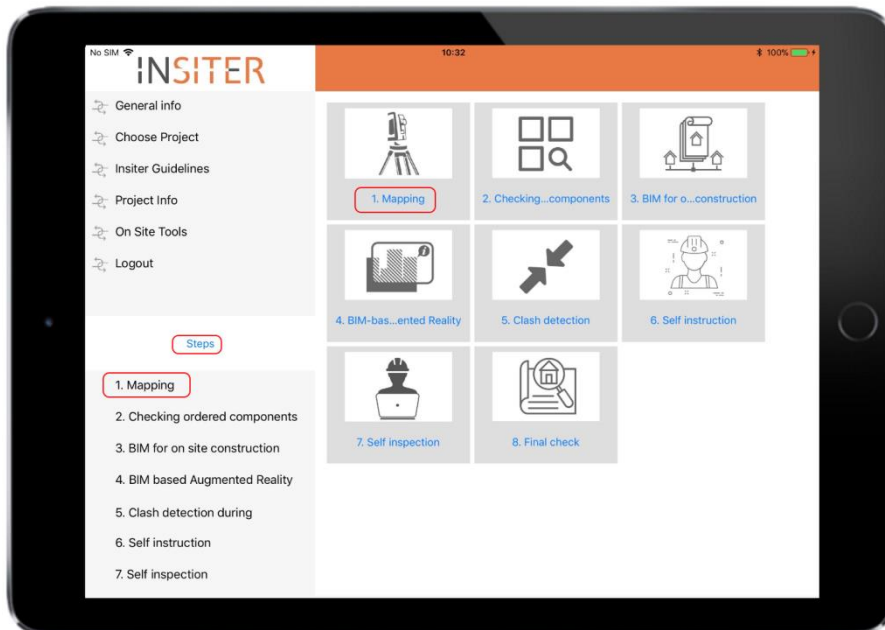 No SIM
10:32
100%
INSITER
General info
Choose Project
Insiter Guidelines
Project Info
On Site Tools
Logout
Steps
1. Mapping
2. Checking ordered components
3. BIM for on site construction
4. BIM based Augmented Reality
5. Clash detection during
6. Self instruction
7. Self inspection
1. Mapping
2. Checking...components
3. BIM for o...construction
4. BIM-bas...ented Reality
5. Clash detection
6. Self instruction
7. Self inspection
8. Final check